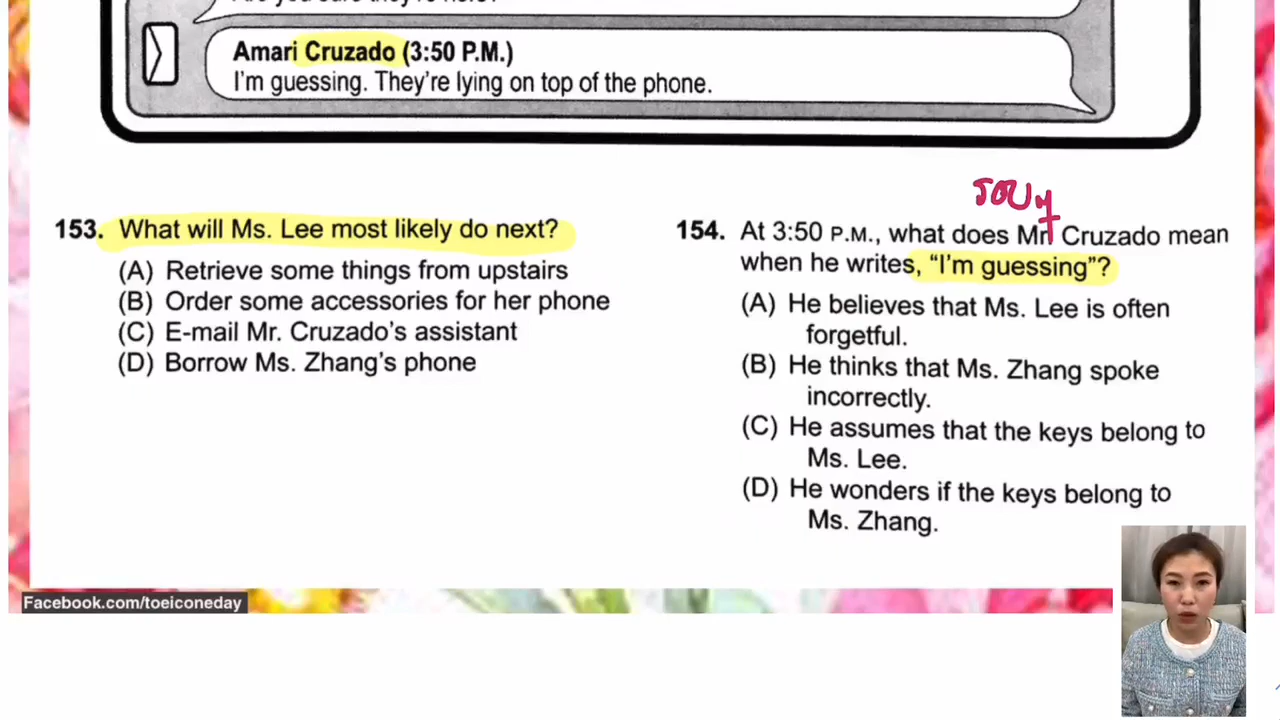 Amari Cruzado (3:50 P.M.)
I'm guessing. They're lying on top of the phone.
153. What will Ms. Lee most likely do next?
(A) Retrieve some things from upstairs
(B) Order some accessories for her phone
(C) E-mail Mr. Cruzado's assistant
(D) Borrow Ms. Zhang's phone
154. At 3:50 P.M., what does Mr. Cruzado mean
when he writes, "I'm guessing"?
(A) He believes that Ms. Lee is often
forgetful.
(B) He thinks that Ms. Zhang spoke
incorrectly.
(C) He assumes that the keys belong to
Ms. Lee.
(D) He wonders if the keys belong to
Ms. Zhang.
Facebook.com/toeiconeday